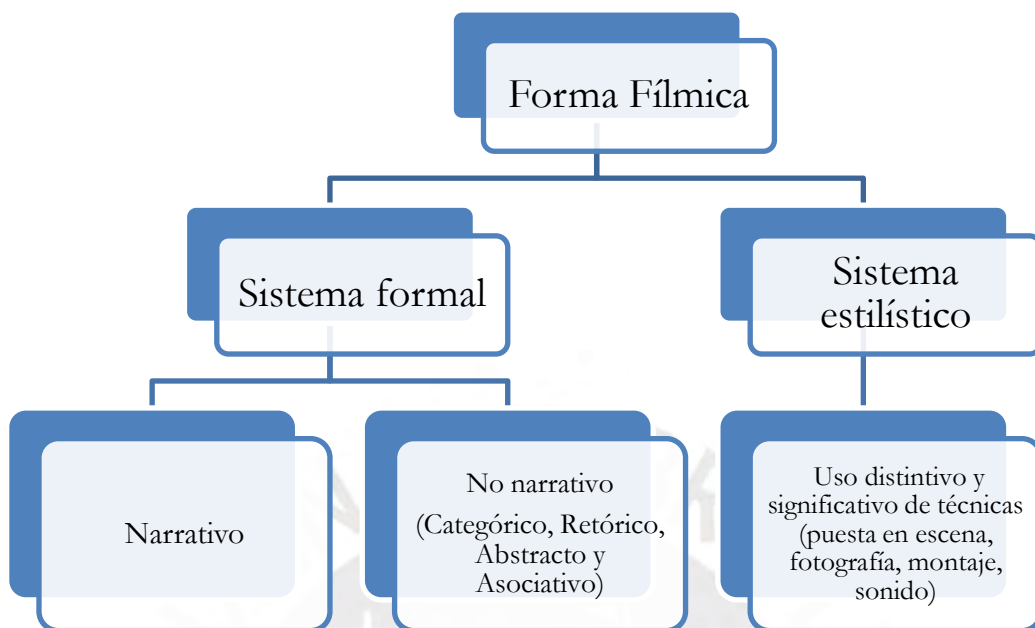 Forma Fílmica
Sistema formal
Sistema
estilístico
Narrativo
No narrativo
(Categórico, Retórico,
Abstracto y
Asociativo)
Uso distintivo y
significativo de técnicas
(puesta en escena,
fotografía, montaje,
sonido)